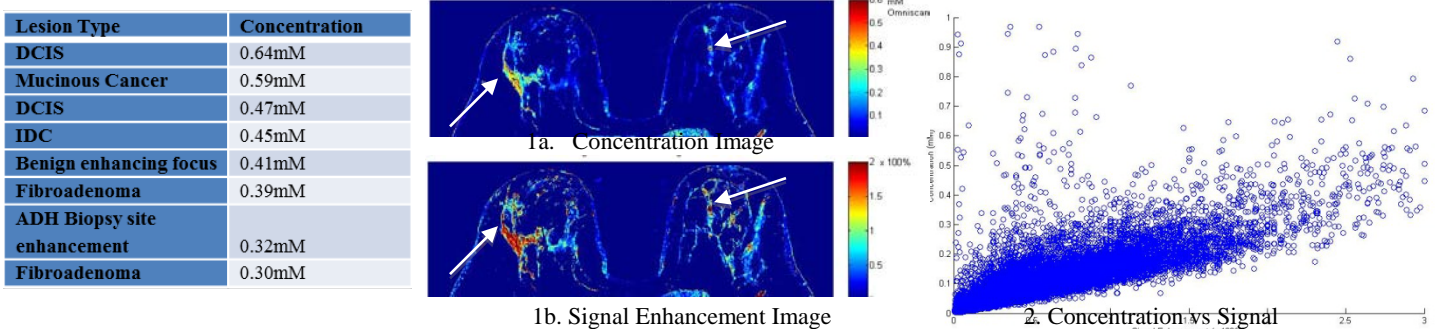 Lesion Type Concentration
DCIS 0.64mM
Mucinous Cancer 0.59mM
DCIS 0.47mM
IDC 0.45mM
Benign enhancing focus 0.41mM
Fibroadenoma 0.39mM
ADH Biopsy site
enhancement 0.32mM
Fibroadenoma 0.30mM
mM
Omniscan
0.5
0.4
0.3
0.2
0.1
1a. Concentration Image
2 x 100%
1.5
1
0.5
1b. Signal Enhancement Image
1
0.9
0.8
0.7
0.6
0.5
0.4
0.3
0.2
0.1
0
0 1.5 2.5 3
2. Concentration vs Signal